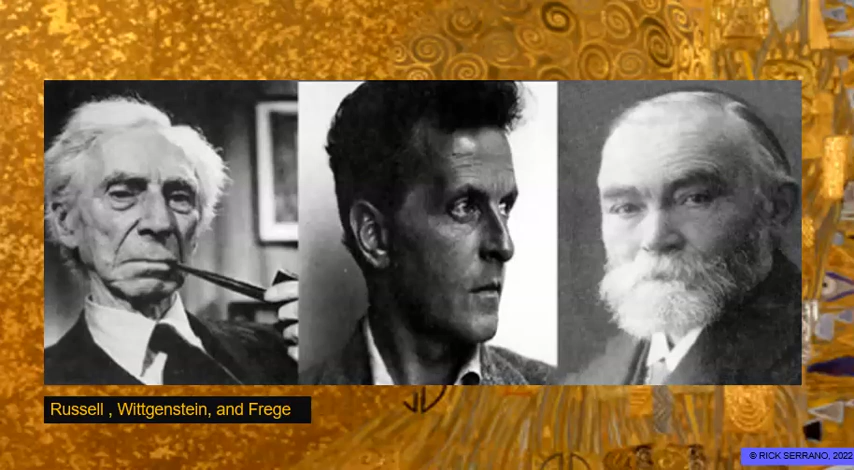 Russell , Wittgenstein, and Frege
© RICK SERRANO, 2022